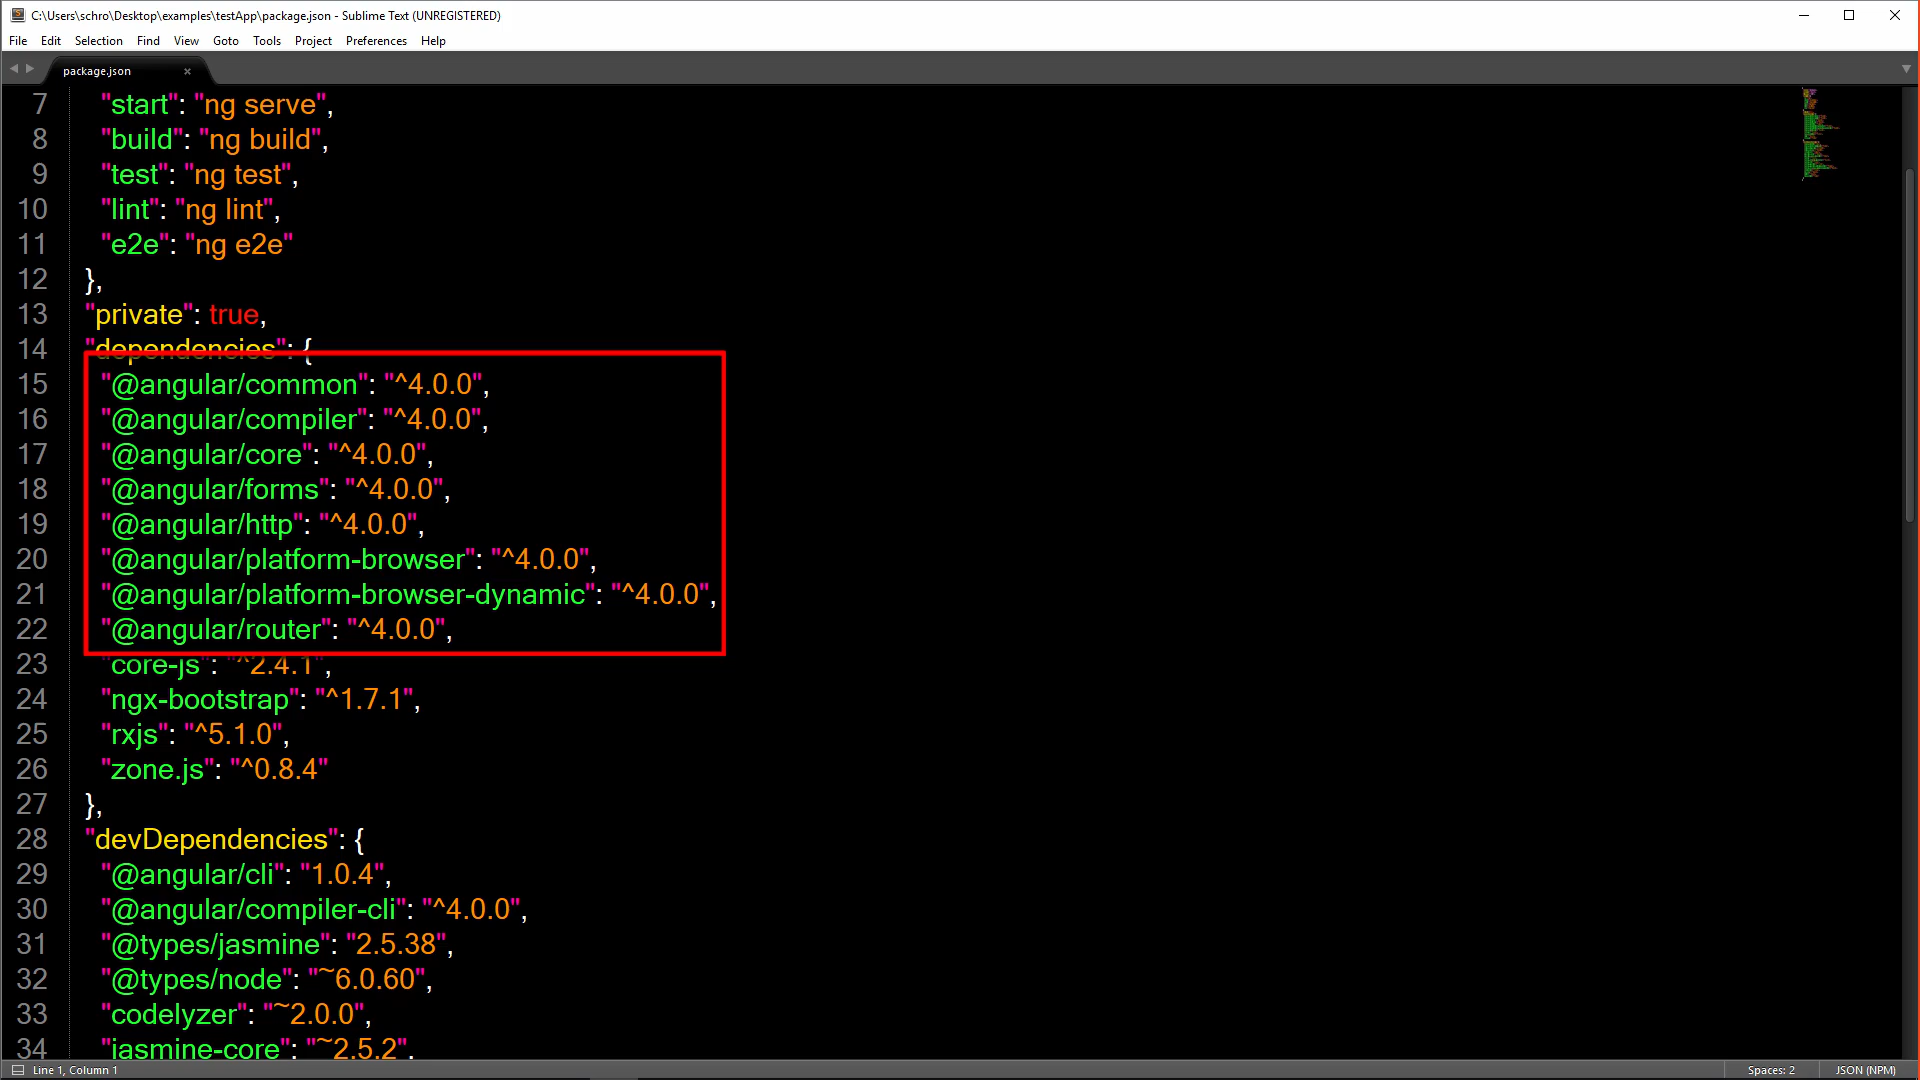 C:\Users\schro\Desktop\examples\testApp\package.json - Sublime Text (UNREGISTERED)
File Edit Selection Find View Goto Tools Project Preferences Help
package.json
7 "start": "ng serve",
8 "build": "ng build",
9 "test": "ng test",
10 "lint": "ng lint",
11 "e2e": "ng e2e"
12 },
13 "private": true,
14 "dependencies": {
15 "@angular/common": "^4.0.0",
16 "@angular/compiler": "^4.0.0",
17 "@angular/core": "^4.0.0",
18 "@angular/forms": "^4.0.0",
19 "@angular/http": "^4.0.0",
20 "@angular/platform-browser": "^4.0.0",
21 "@angular/platform-browser-dynamic": "^4.0.0",
22 "@angular/router": "^4.0.0",
23 "core-js": "^2.4.1",
24 "ngx-bootstrap": "^1.7.1",
25 "rxjs": "^5.1.0",
26 "zone.js": "^0.8.4"
27 },
28 "devDependencies": {
29 "@angular/cli": "1.0.4",
30 "@angular/compiler-cli": "^4.0.0",
31 "@types/jasmine": "2.5.38",
32 "@types/node": "~6.0.60",
33 "codelyzer": "~2.0.0",
34 "jasmine-core": "~2.5.2",
Line 1, Column 1 Spaces: 2 JSON (NPM)